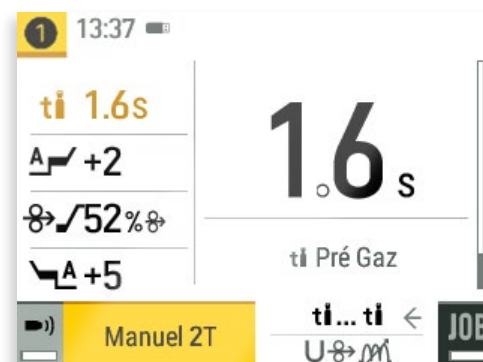 1 13:37
ti 1.6s
A +2
52%
A +5
1.6 s
ti Pré Gaz
Manuel 2T
ti...ti
U
JOB